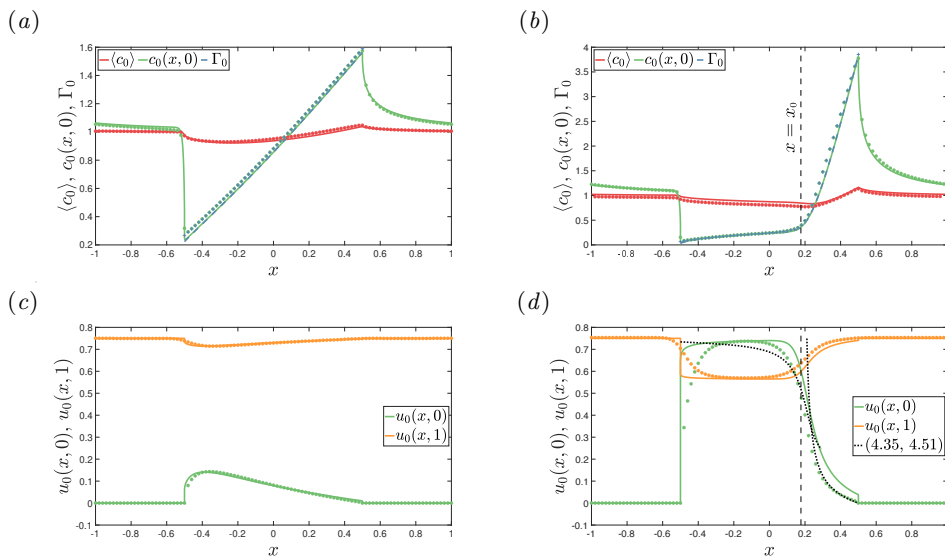 (a)
⟨c₀⟩, c₀(x, 0), Γ₀
1.6
1.4
1.2
1
0.8
0.6
0.4
0.2
⟨c₀⟩ c₀(x, 0) Γ₀
-1 -0.8 -0.6 -0.4 -0.2 0 0.2 0.4 0.6 0.8 1
x
(b)
⟨c₀⟩, c₀(x, 0), Γ₀
4
3.5
3
2.5
2
1.5
1
0.5
0
⟨c₀⟩ c₀(x, 0) Γ₀
x = x₀
-1 -0.8 -0.6 -0.4 -0.2 0 0.2 0.4 0.6 0.8
x
(c)
u₀(x, 0), u₀(x, 1)
0.8
0.7
0.6
0.5
0.4
0.3
0.2
0.1
0
-0.1
u₀(x, 0)
u₀(x, 1)
-1 -0.8 -0.6 -0.4 -0.2 0 0.2 0.4 0.6 0.8 1
x
(d)
u₀(x, 0), u₀(x, 1)
0.8
0.7
0.6
0.5
0.4
0.3
0.2
0.1
0
-0.1
u₀(x, 0)
u₀(x, 1)
(4.35, 4.51)
-1 -0.8 -0.6 -0.4 -0.2 0 0.2 0.4 0.6 0.8
x